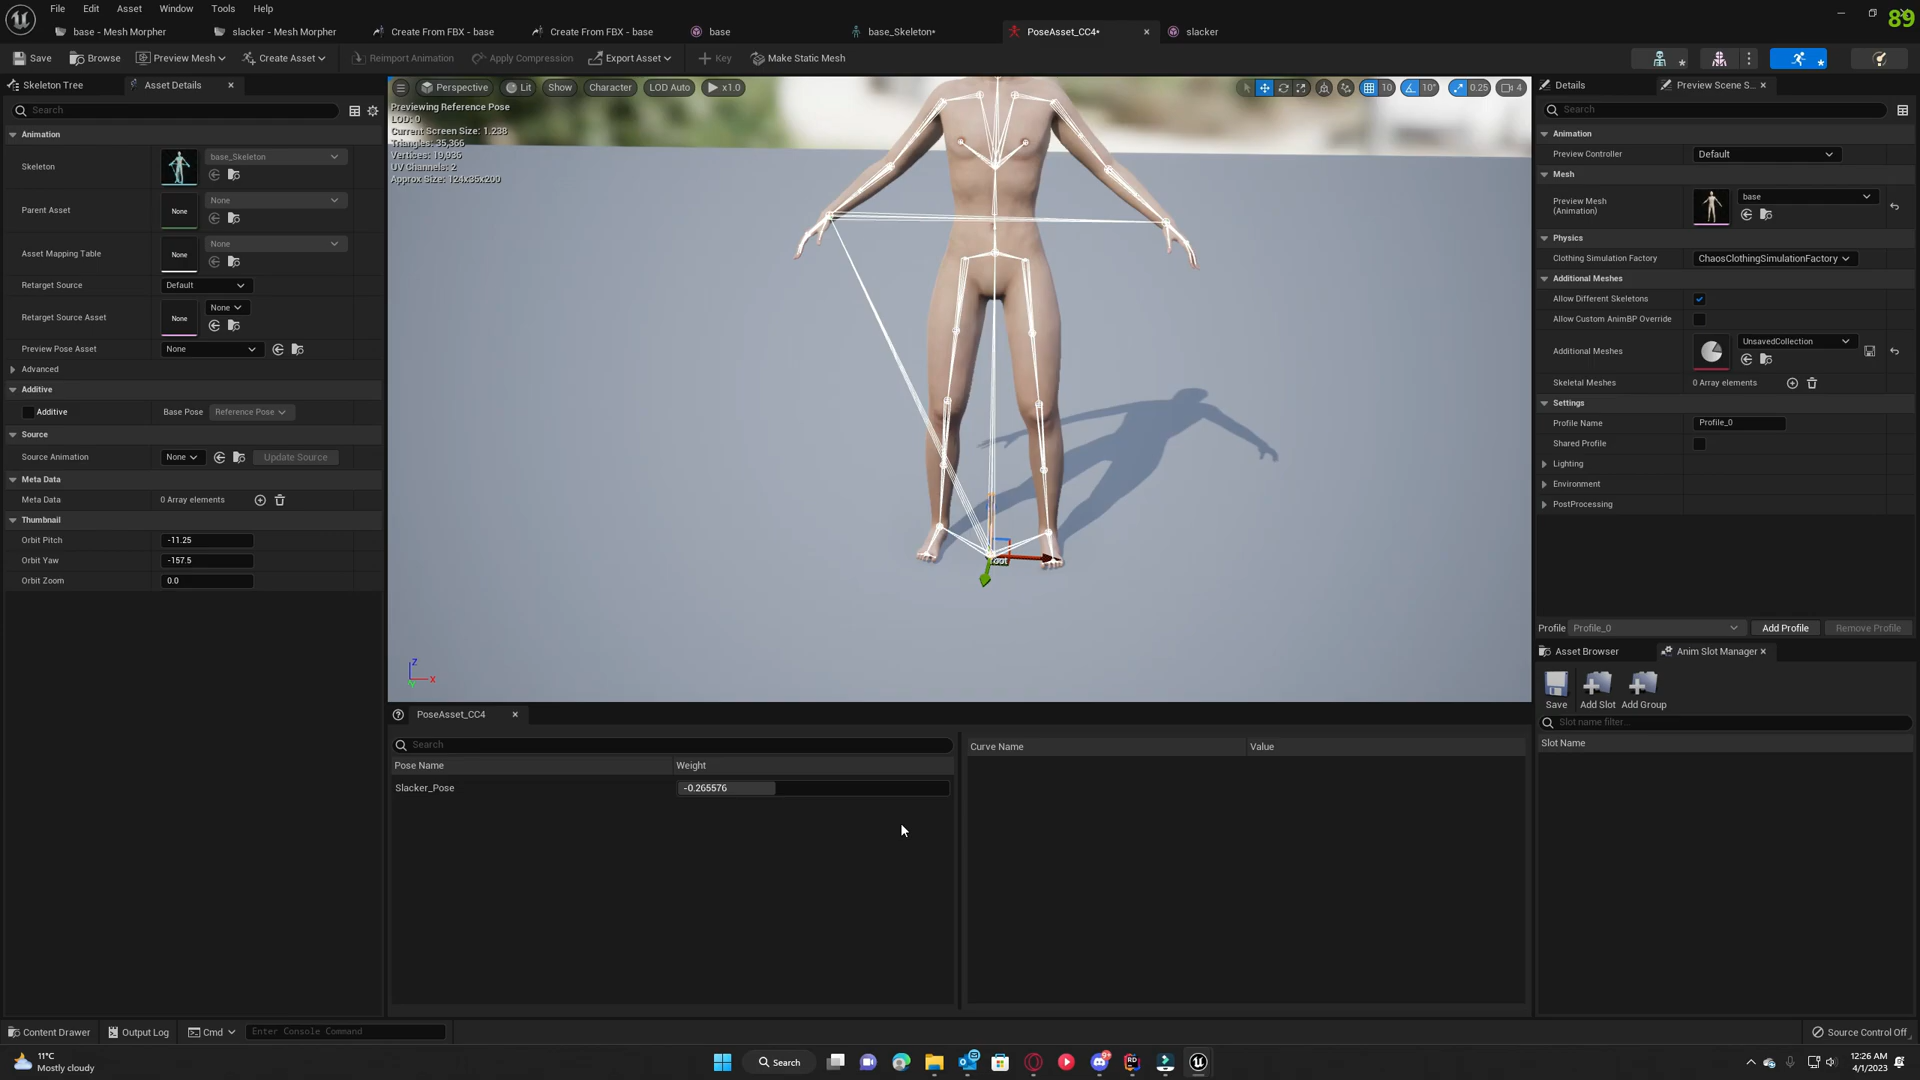 File Edit Asset Window Tools Help
89
base - Mesh Morpher
slacker - Mesh Morpher
Create From FBX - base
Create From FBX - base
base
base_Skeleton*
PoseAsset_CC4*
slacker
Save
Browse
Preview Mesh
Create Asset
Reimport Animation
Apply Compression
Export Asset
Key
Make Static Mesh
Skeleton Tree
Asset Details
Search
Animation
Skeleton
base_Skeleton
Parent Asset
None
None
Asset Mapping Table
None
None
Retarget Source
Default
Retarget Source Asset
None
None
Preview Pose Asset
None
Advanced
Additive
Additive
Base Pose
Reference Pose
Source
Source Animation
None
Update Source
Meta Data
Meta Data
0 Array elements
Thumbnail
Orbit Pitch
-11.25
Orbit Yaw
-157.5
Orbit Zoom
0.0
Perspective
Lit
Show
Character
LOD Auto
x1.0
10
10°
0.25
4
Previewing Reference Pose
LOD: 0
Current Screen Size: 1.238
Triangles: 35,366
Vertices: 19,936
UV Channels: 2
Approx Size: 124x35x200
root
Z
X
PoseAsset_CC4
Search
Pose Name
Weight
Slacker_Pose
-0.265576
Curve Name
Value
Details
Preview Scene S...
Search
Animation
Preview Controller
Default
Mesh
Preview Mesh
(Animation)
base
Physics
Clothing Simulation Factory
ChaosClothingSimulationFactory
Additional Meshes
Allow Different Skeletons
Allow Custom AnimBP Override
Additional Meshes
UnsavedCollection
Skeletal Meshes
0 Array elements
Settings
Profile Name
Profile_0
Shared Profile
Lighting
Environment
PostProcessing
Profile
Profile_0
Add Profile
Remove Profile
Asset Browser
Anim Slot Manager
Save
Add Slot
Add Group
Slot name filter...
Slot Name
Content Drawer
Output Log
Cmd
Enter Console Command
Source Control Off
11°C
Mostly cloudy
Search
12:26 AM
4/1/2023